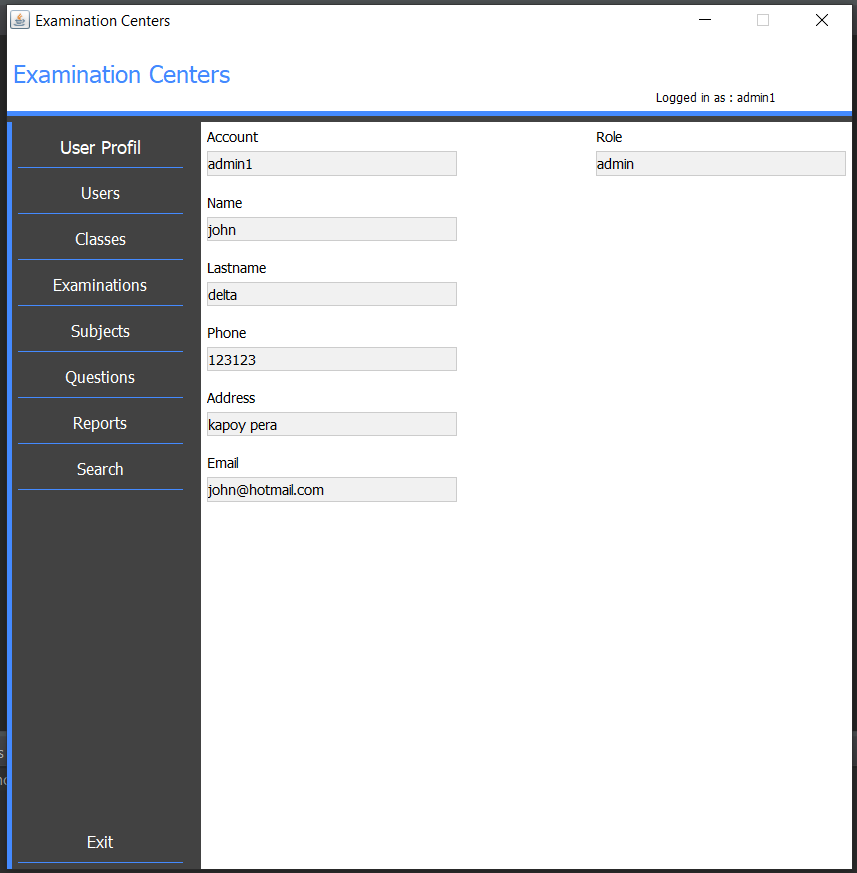 Examination Centers
Examination Centers
Logged in as : admin1
User Profil
Users
Classes
Examinations
Subjects
Questions
Reports
Search
Exit
Account
admin1
Role
admin
Name
john
Lastname
delta
Phone
123123
Address
kapoy pera
Email
john@hotmail.com